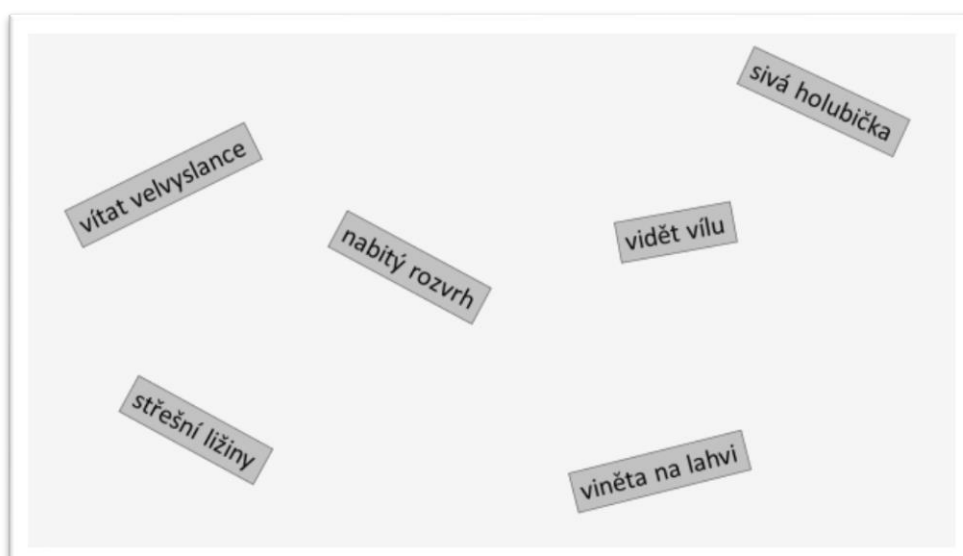 sivá holubička
vítat velvyslance
nabitý rozvrh
vidět vílu
střešní ližiny
viněta na lahvi